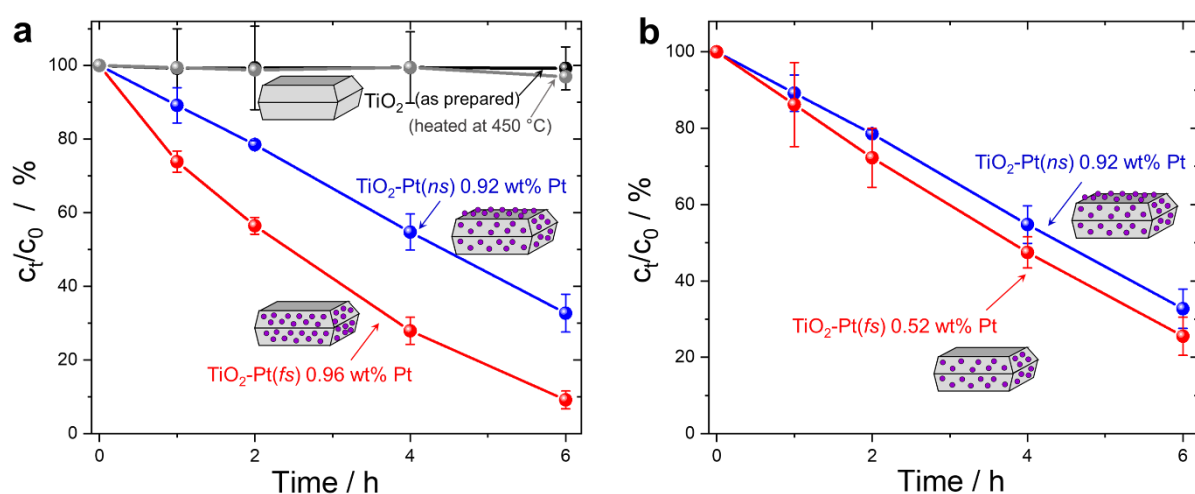 a
c_t/c_0 / %
100
80
60
40
20
0
TiO₂ (as prepared)
(heated at 450 °C)
TiO₂-Pt(ns) 0.92 wt% Pt
TiO₂-Pt(fs) 0.96 wt% Pt
0 2 4 6
Time / h
b
c_t/c_0 / %
100
80
60
40
20
0
TiO₂-Pt(ns) 0.92 wt% Pt
TiO₂-Pt(fs) 0.52 wt% Pt
0 2 4 6
Time / h